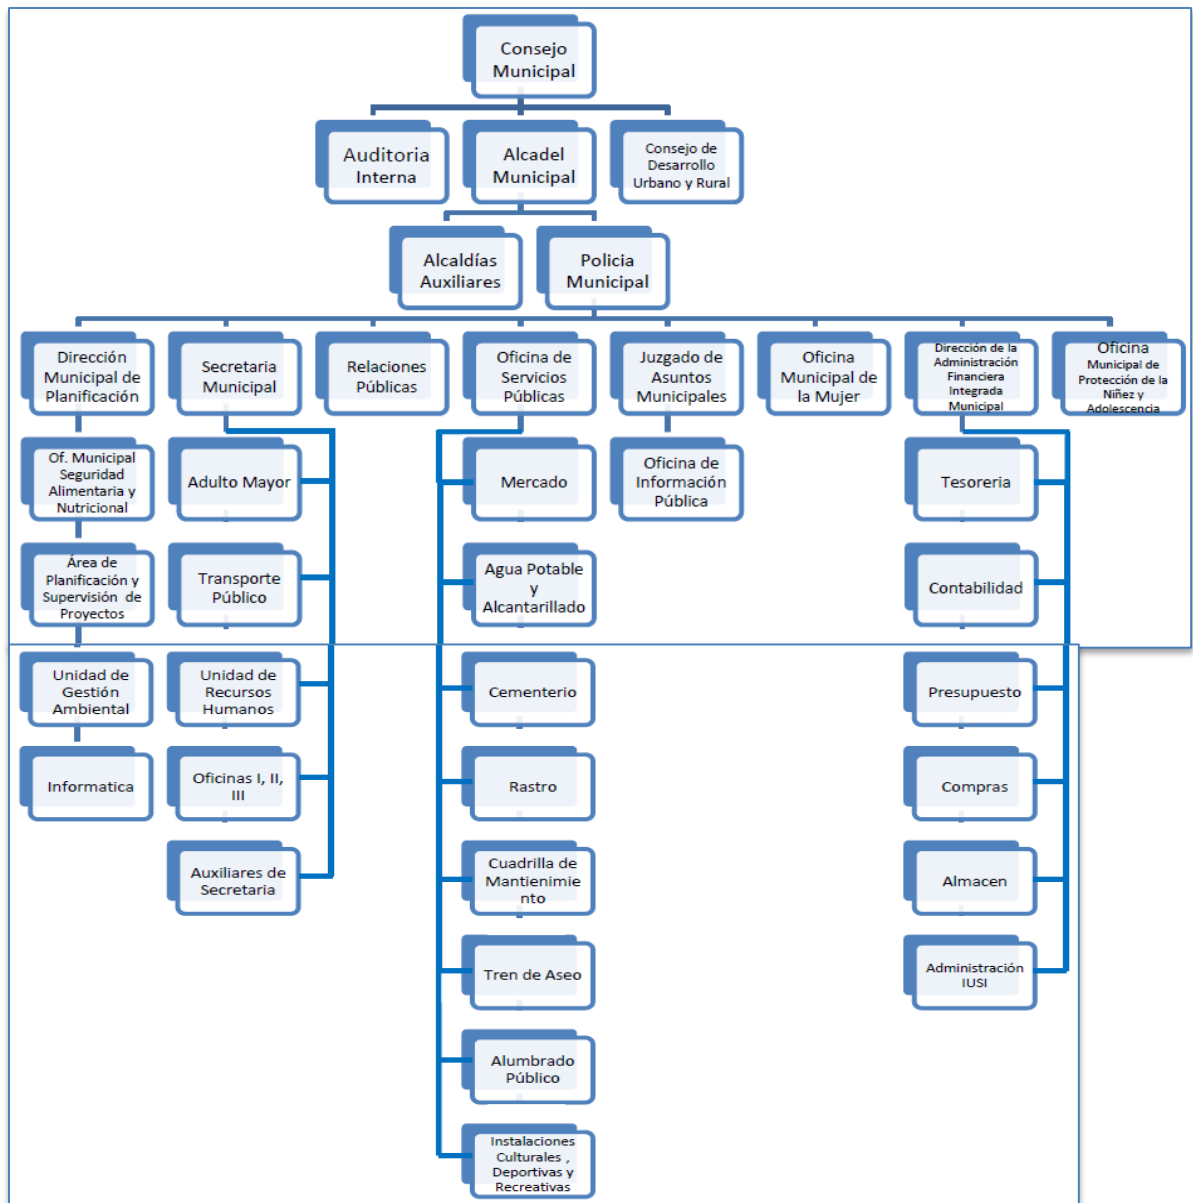 Consejo
Municipal
Auditoria
Interna
Alcadel
Municipal
Consejo de
Desarrollo
Urbano y Rural
Alcaldías
Auxiliares
Policia
Municipal
Dirección
Municipal de
Planificación
Secretaria
Municipal
Relaciones
Públicas
Oficina de
Servicios
Públicas
Juzgado de
Asuntos
Municipales
Oficina
Municipal de
la Mujer
Dirección de la
Administración
Financiera
Integrada
Municipal
Oficina
Municipal de
Protección de la
Niñez y
Adolescencia
Of. Municipal
Seguridad
Alimentaria y
Nutricional
Adulto Mayor
Mercado
Oficina de
Información
Pública
Tesoreria
Área de
Planificación y
Supervisión de
Proyectos
Transporte
Público
Agua Potable
y
Alcantarillado
Contabilidad
Unidad de
Gestión
Ambiental
Unidad de
Recursos
Humanos
Cementerio
Presupuesto
Informatica
Oficinas I, II,
III
Rastro
Compras
Auxiliares de
Secretaria
Cuadrilla de
Mantenimie
nto
Almacen
Tren de Aseo
Administración
IUSI
Alumbrado
Público
Instalaciones
Culturales ,
Deportivas y
Recreativas